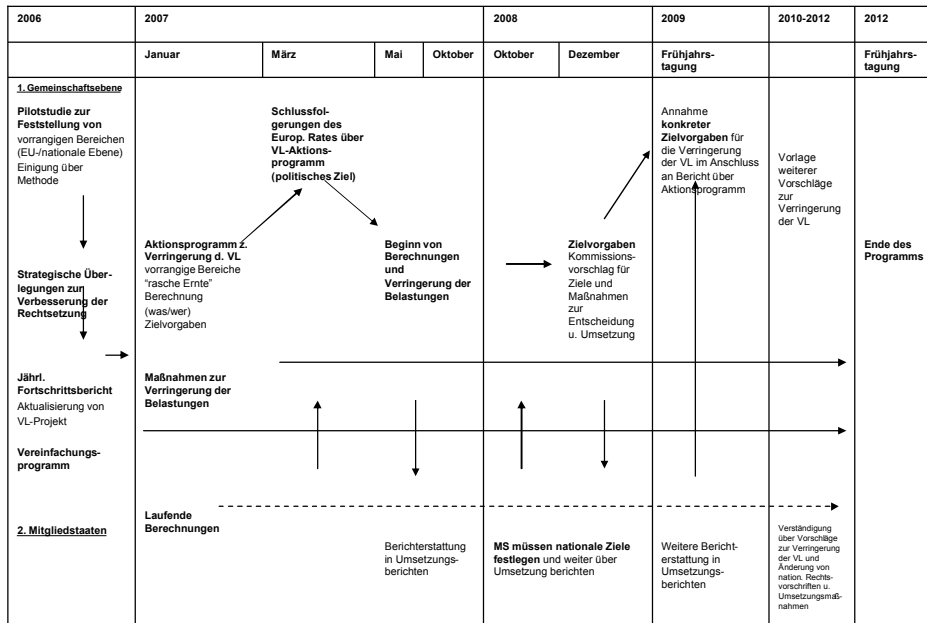 2006
2007
2008
2009
2010-2012
2012
Januar
März
Mai
Oktober
Oktober
Dezember
Frühjahrs-
tagung
Frühjahrs-
tagung
1. Gemeinschaftsebene
Pilotstudie zur
Feststellung von
vorrangigen Bereichen
(EU-/nationale Ebene)
Einigung über
Methode
Strategische Über-
legungen zur
Verbesserung der
Rechtsetzung
Jährl.
Fortschrittsbericht
Aktualisierung von
VL-Projekt
Vereinfachungs-
programm
2. Mitgliedstaaten
Aktionsprogramm z.
Verringerung d. VL
vorrangige Bereiche
"rasche Ernte"
Berechnung
(was/wer)
Zielvorgaben
Maßnahmen zur
Verringerung der
Belastungen
Laufende
Berechnungen
Schlussfol-
gerungen des
Europ. Rates über
VL-Aktions-
programm
(politisches Ziel)
Beginn von
Berechnungen
und
Verringerung der
Belastungen
Berichterstattung
in Umsetzungs-
berichten
Zielvorgaben
Kommissions-
vorschlag für
Ziele und
Maßnahmen
zur
Entscheidung
u. Umsetzung
MS müssen nationale Ziele
festlegen und weiter über
Umsetzung berichten
Annahme
konkreter
Zielvorgaben für
die Verringerung
der VL im Anschluss
an Bericht über
Aktionsprogramm
Weitere Bericht-
erstattung in
Umsetzungs-
berichten
Vorlage
weiterer
Vorschläge
zur
Verringerung
der VL
Verständigung
über Vorschläge
zur Verringerung
der VL und
Änderung von
nation. Rechts-
vorschriften u.
Umsetzungsmaß-
nahmen
Ende des
Programms